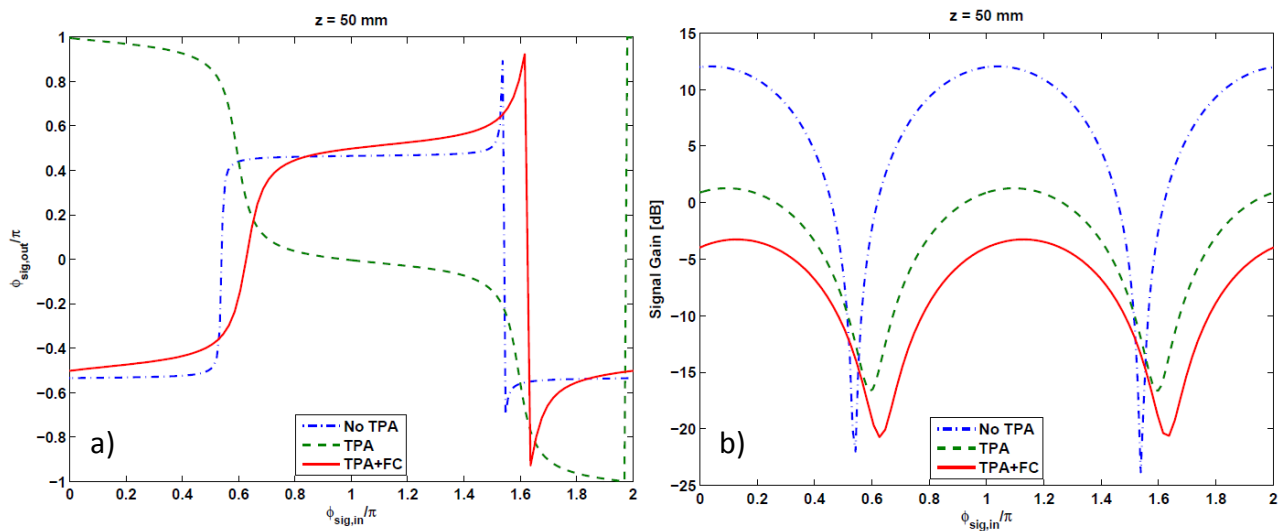 z = 50 mm
1
0.8
0.6
0.4
0.2
0
−0.2
−0.4
−0.6
−0.8
−1
ϕsig,out/π
0 0.2 0.4 0.6 0.8 1 1.2 1.4 1.6 1.8 2
ϕsig,in/π
a)
No TPA
TPA
TPA+FC
z = 50 mm
15
10
5
0
−5
−10
−15
−20
−25
Signal Gain [dB]
0 0.2 0.4 0.6 0.8 1 1.2 1.4 1.6 1.8 2
ϕsig,in/π
b)
No TPA
TPA
TPA+FC